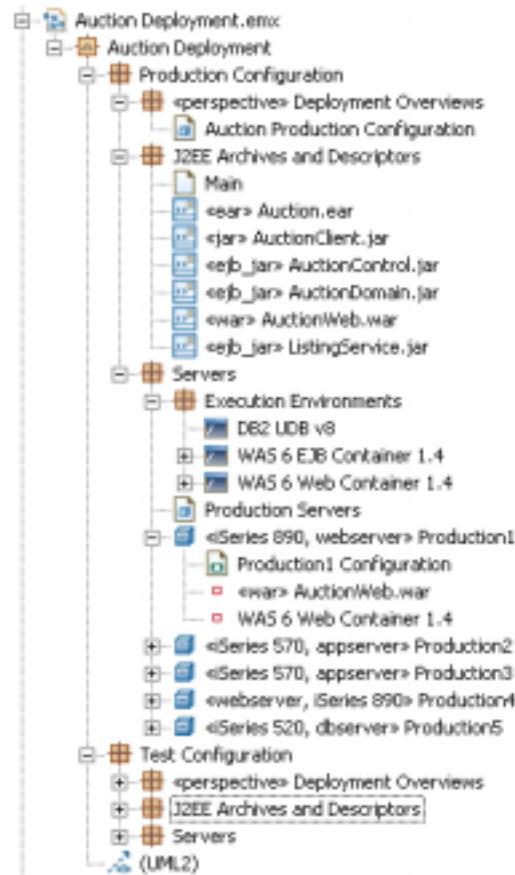 Auction Deployment.emx
Auction Deployment
Production Configuration
«perspective» Deployment Overviews
Auction Production Configuration
J2EE Archives and Descriptors
Main
«ear» Auction.ear
«jar» AuctionClient.jar
«ejb_jar» AuctionControl.jar
«ejb_jar» AuctionDomain.jar
«war» AuctionWeb.war
«ejb_jar» ListingService.jar
Servers
Execution Environments
DB2 UDB v8
WAS 6 EJB Container 1.4
WAS 6 Web Container 1.4
Production Servers
«iSeries 890, webserver» Production1
Production1 Configuration
«war» AuctionWeb.war
WAS 6 Web Container 1.4
«iSeries 570, appserver» Production2
«iSeries 570, appserver» Production3
«webserver, iSeries 890» Production4
«iSeries 520, dbserver» Production5
Test Configuration
«perspective» Deployment Overviews
J2EE Archives and Descriptors
Servers
(UML2)